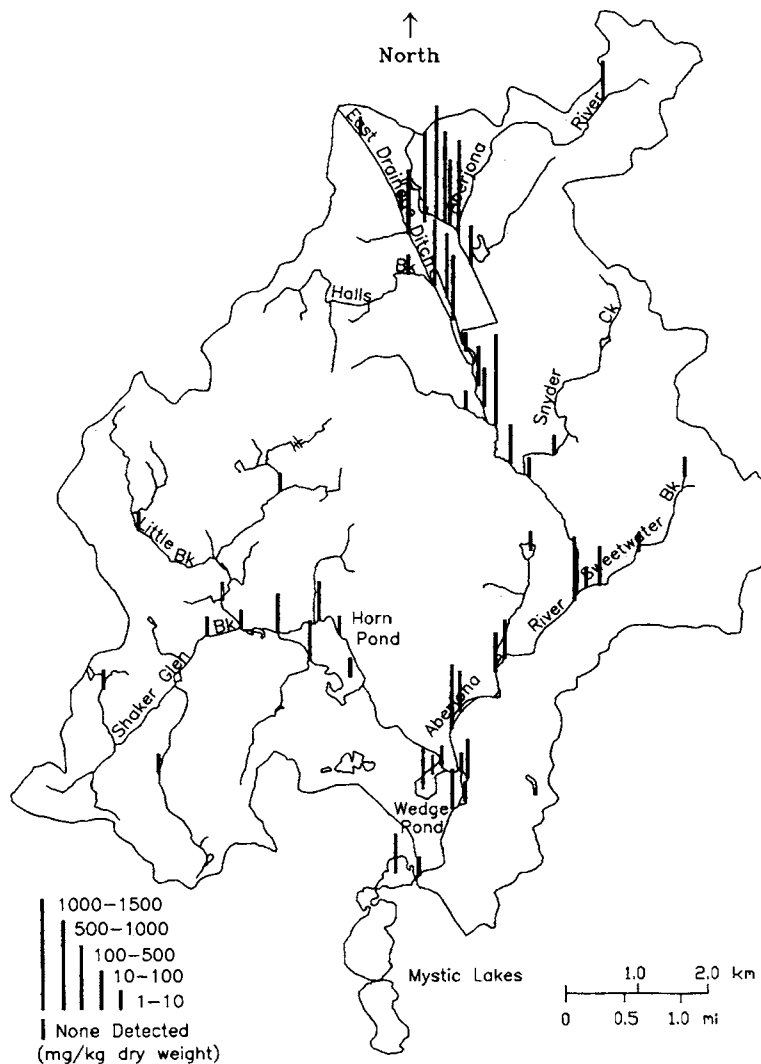 ↑
North
River
East Drainage Ditch
Aberjona
Halls
Bk
Snyder
Ck
Sweetwater
Bk
Little
Bk
River
Bk
Horn
Pond
Shaker Glen
Aberjona
Wedge
Pond
1000-1500
500-1000
100-500
10-100
1-10
None Detected
(mg/kg dry weight)
Mystic Lakes
1.0
2.0 km
0
0.5
1.0 mi